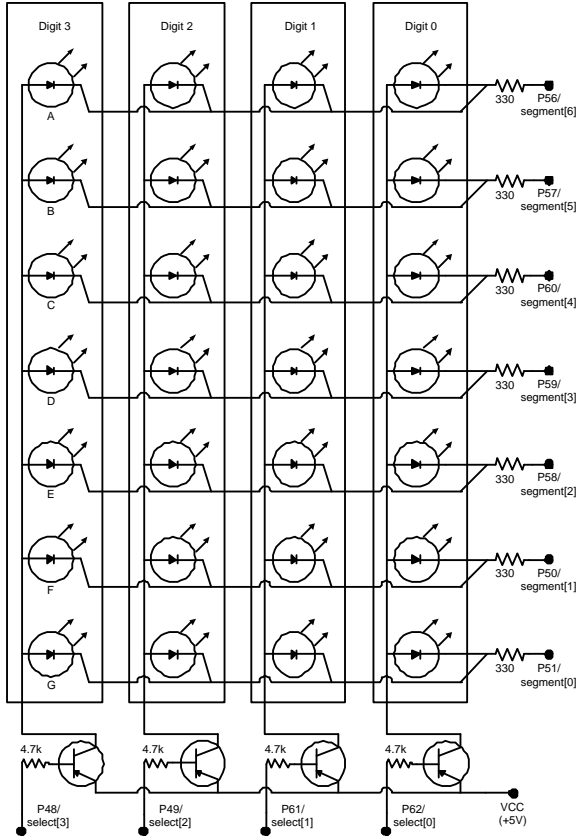 Digit 3 Digit 2 Digit 1 Digit 0
A
330
P56/
segment[6]
B
330
P57/
segment[5]
C
330
P60/
segment[4]
D
330
P59/
segment[3]
E
330
P58/
segment[2]
F
330
P50/
segment[1]
G
330
P51/
segment[0]
4.7k 4.7k 4.7k 4.7k
P48/ P49/ P61/ P62/
select[3] select[2] select[1] select[0]
VCC
(+5V)